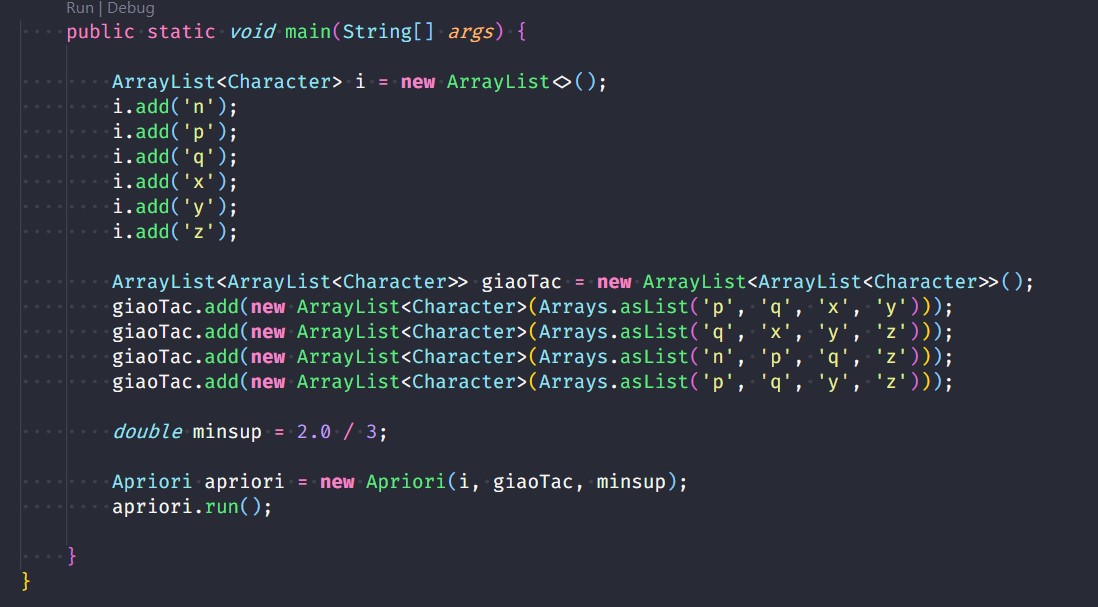 Run | Debug
public static void main(String[] args) {
ArrayList<Character> i = new ArrayList<>();
i.add('n');
i.add('p');
i.add('q');
i.add('x');
i.add('y');
i.add('z');
ArrayList<ArrayList<Character>> giaoTac = new ArrayList<ArrayList<Character>>();
giaoTac.add(new ArrayList<Character>(Arrays.asList('p', 'q', 'x', 'y')));
giaoTac.add(new ArrayList<Character>(Arrays.asList('q', 'x', 'y', 'z')));
giaoTac.add(new ArrayList<Character>(Arrays.asList('n', 'p', 'q', 'z')));
giaoTac.add(new ArrayList<Character>(Arrays.asList('p', 'q', 'y', 'z')));
double minsup = 2.0 / 3;
Apriori apriori = new Apriori(i, giaoTac, minsup);
apriori.run();
}
}